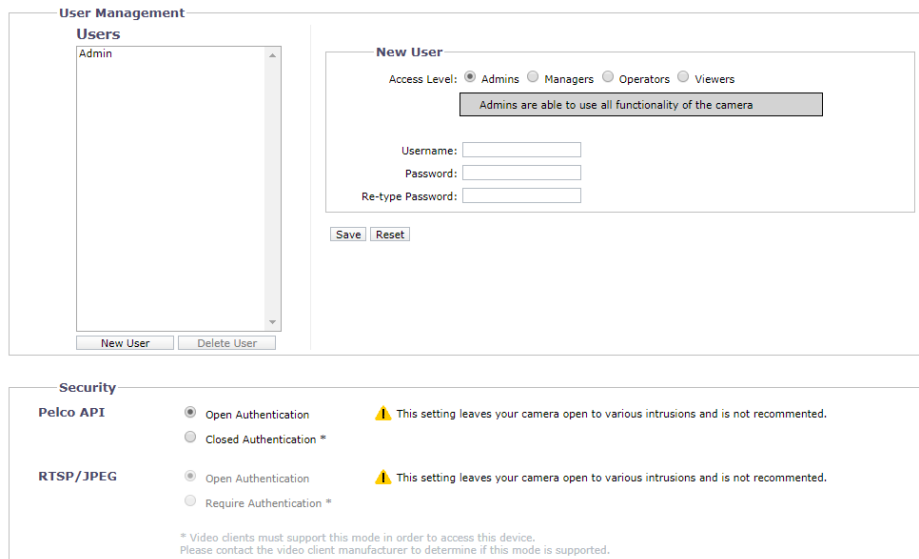 User Management
Users
Admin
New User
Delete User
New User
Access Level: Admins Managers Operators Viewers
Admins are able to use all functionality of the camera
Username:
Password:
Re-type Password:
Save Reset
Security
Pelco API
Open Authentication
This setting leaves your camera open to various intrusions and is not recommented.
Closed Authentication *
RTSP/JPEG
Open Authentication
This setting leaves your camera open to various intrusions and is not recommented.
Require Authentication *
* Video clients must support this mode in order to access this device.
Please contact the video client manufacturer to determine if this mode is supported.